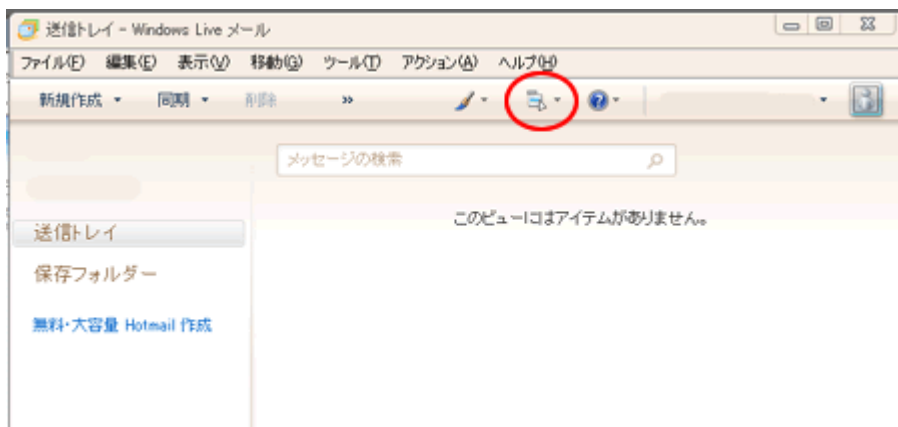 送信トレイ - Windows Live メール
ファイル(F) 編集(E) 表示(V) 移動(G) ツール(T) アクション(A) ヘルプ(H)
新規作成 同期 削除 »
メッセージの検索
このビューにはアイテムがありません。
送信トレイ
保存フォルダー
無料・大容量 Hotmail 作成